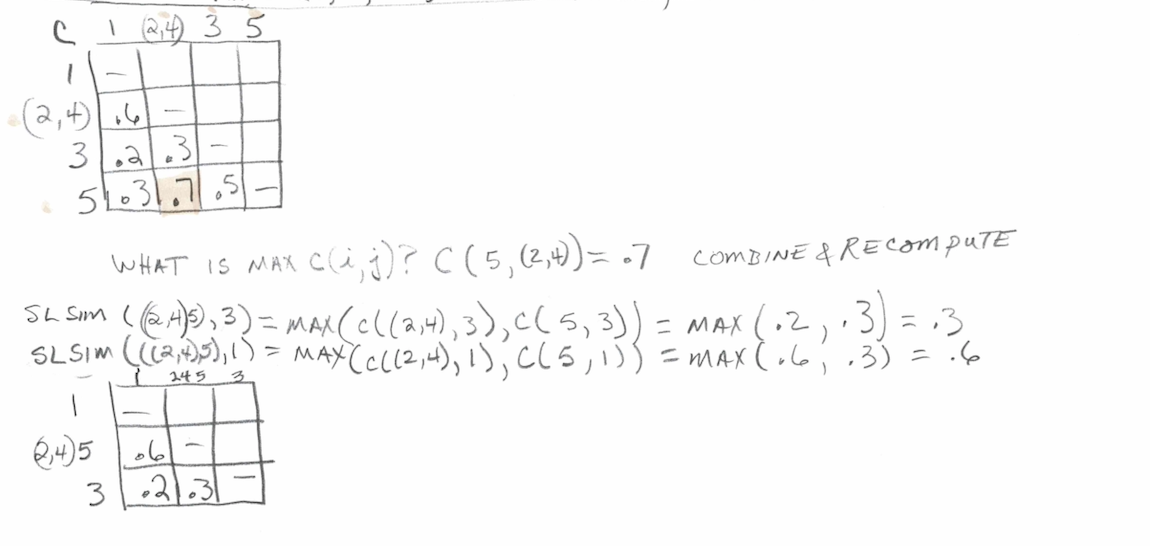 C 1 (2,4) 3 5
1 –
(2,4) .6 –
3 .2 .3 –
5 .3 .7 .5 –
WHAT IS MAX C(i,j)? C(5,(2,4)) = .7 COMBINE & RECOMPUTE
SLSIM ((2,4)5),3) = MAX(C((2,4),3),C(5,3)) = MAX(.2, .3) = .3
SLSIM (((2,4),5),1) = MAX(C((2,4),1),C(5,1)) = MAX(.6, .3) = .6
1 245 3
1 –
(2,4)5 .6 –
3 .2 .3 –